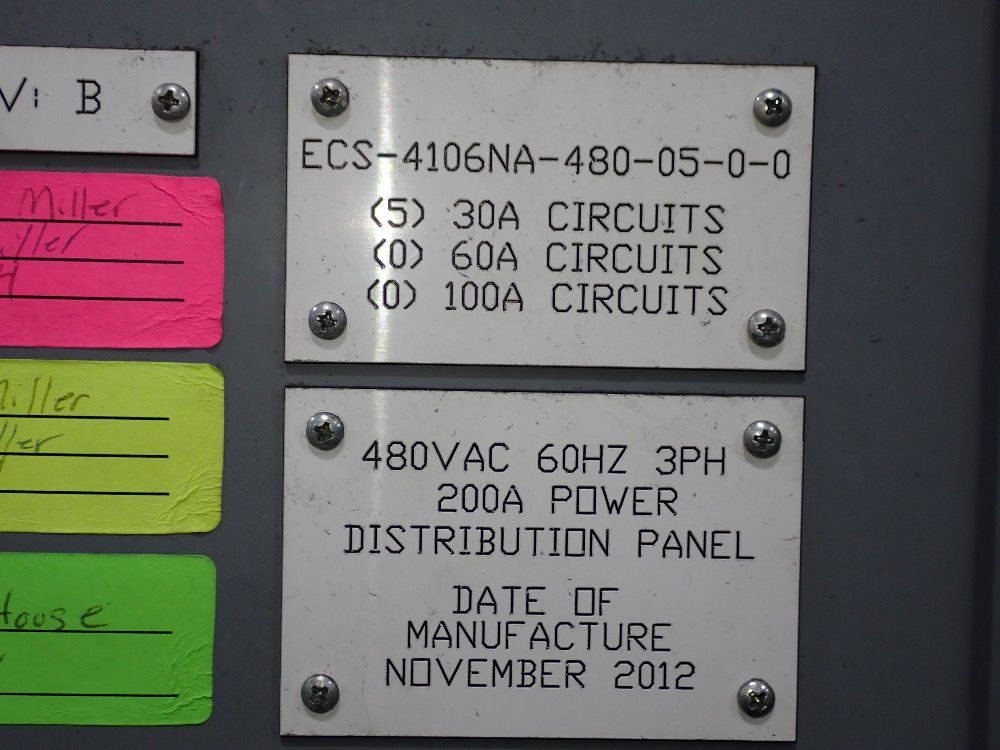 V: B
ECS-4106NA-480-05-0-0
(5) 30A CIRCUITS
(0) 60A CIRCUITS
(0) 100A CIRCUITS
Miller
480VAC 60HZ 3PH
200A POWER
DISTRIBUTION PANEL
DATE OF
MANUFACTURE
NOVEMBER 2012